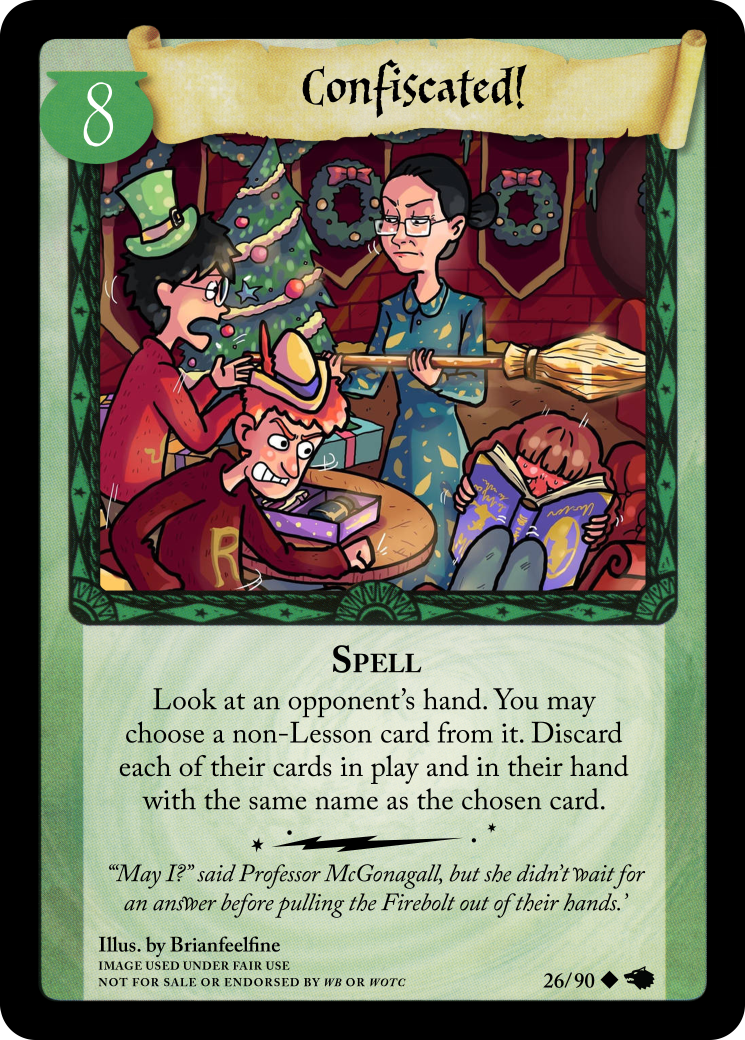 Confiscated!
8
R
SPELL
Look at an opponent's hand. You may
choose a non-Lesson card from it. Discard
each of their cards in play and in their hand
with the same name as the chosen card.
“‘May I?” said Professor McGonagall, but she didn't wait for
an answer before pulling the Firebolt out of their hands.’
Illus. by Brianfeelfine
IMAGE USED UNDER FAIR USE
NOT FOR SALE OR ENDORSED BY WB OR WOTC
26/90